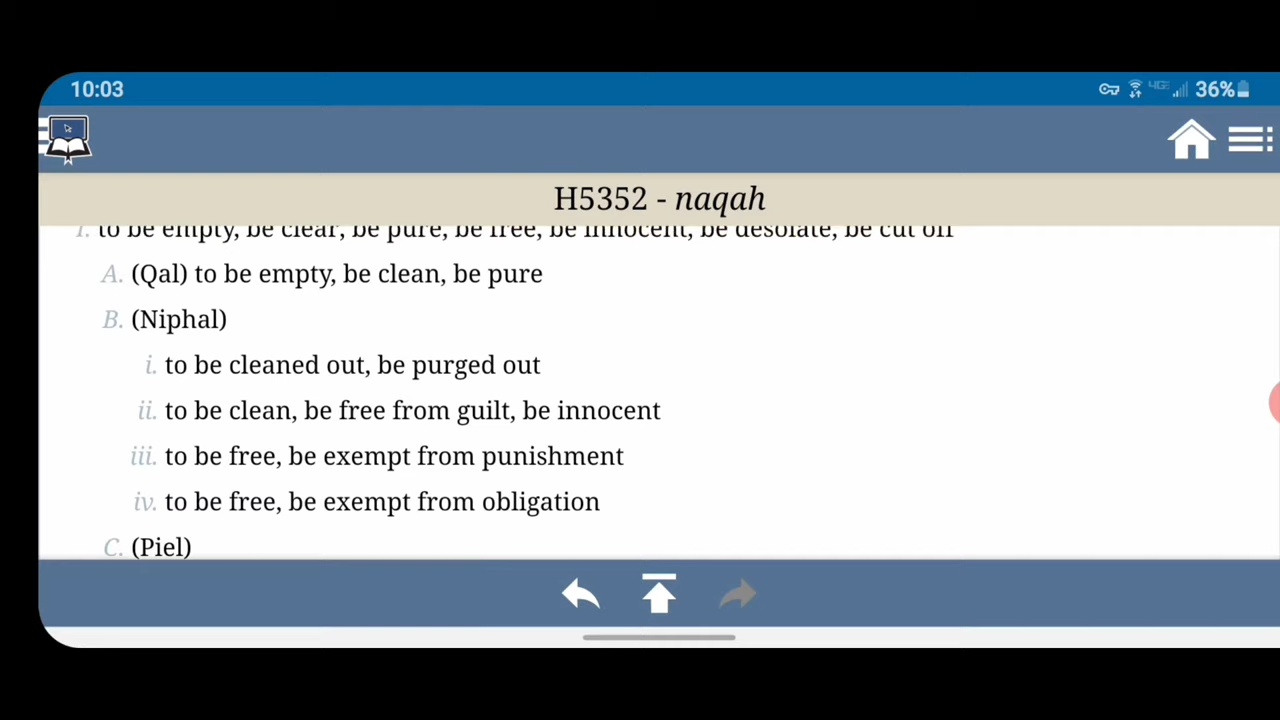 10:03
4GE 36%
H5352 - naqah
I. to be empty, be clear, be pure, be free, be innocent, be desolate, be cut off
A. (Qal) to be empty, be clean, be pure
B. (Niphal)
i. to be cleaned out, be purged out
ii. to be clean, be free from guilt, be innocent
iii. to be free, be exempt from punishment
iv. to be free, be exempt from obligation
C. (Piel)